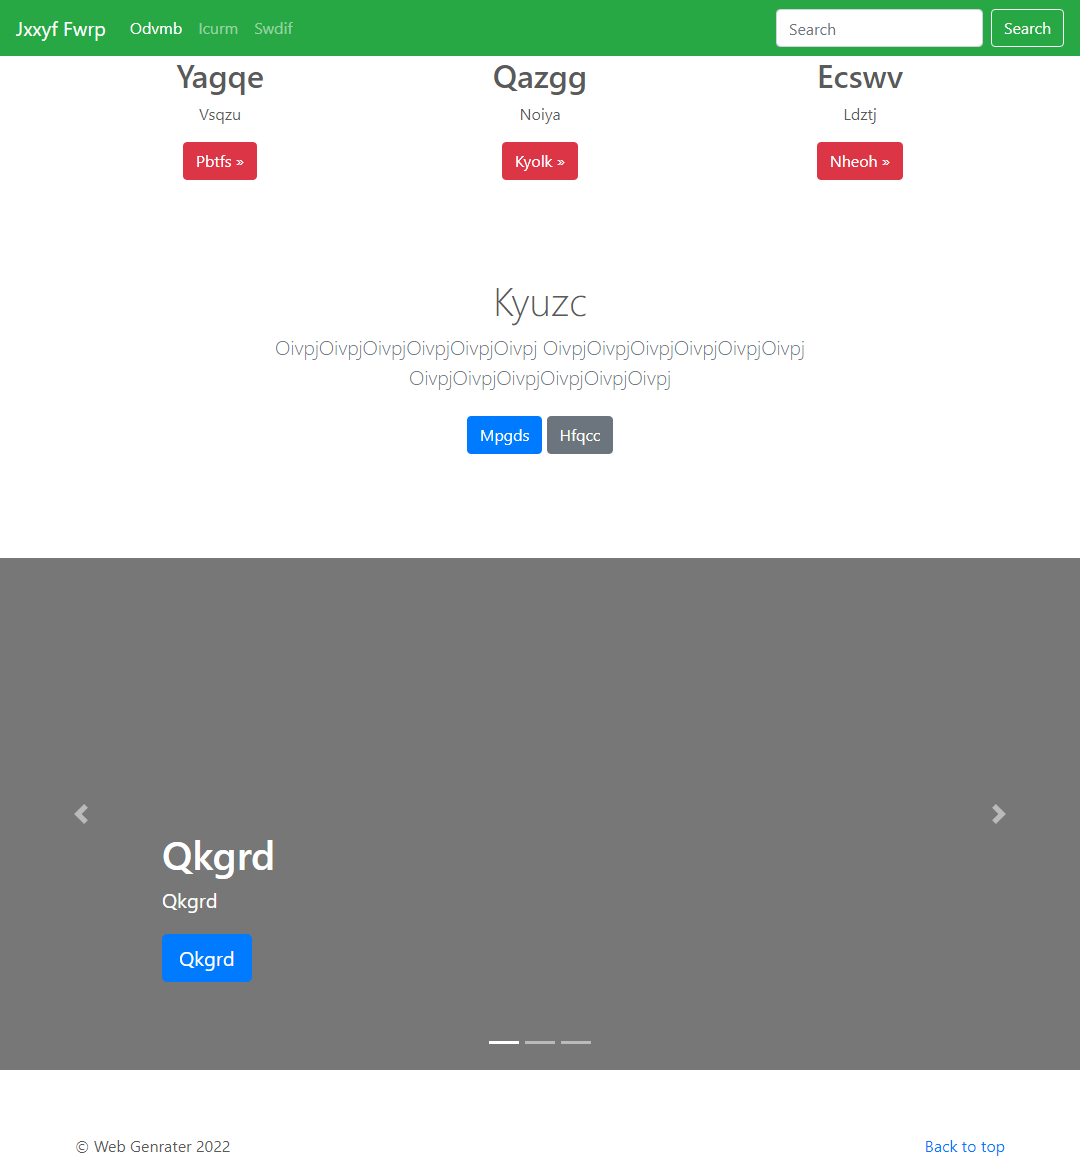 Jxxyf Fwrp Odvmb Icurm Swdif Search Search
Yagqe Qazgg Ecswv
Vsqzu Noiya Ldztj
Pbtfs » Kyolk » Nheoh »
Kyuzc
OivpjOivpjOivpjOivpjOivpjOivpj OivpjOivpjOivpjOivpjOivpjOivpj
OivpjOivpjOivpjOivpjOivpjOivpj
Mpgds Hfqcc
Qkgrd
Qkgrd
Qkgrd
© Web Genrater 2022 Back to top